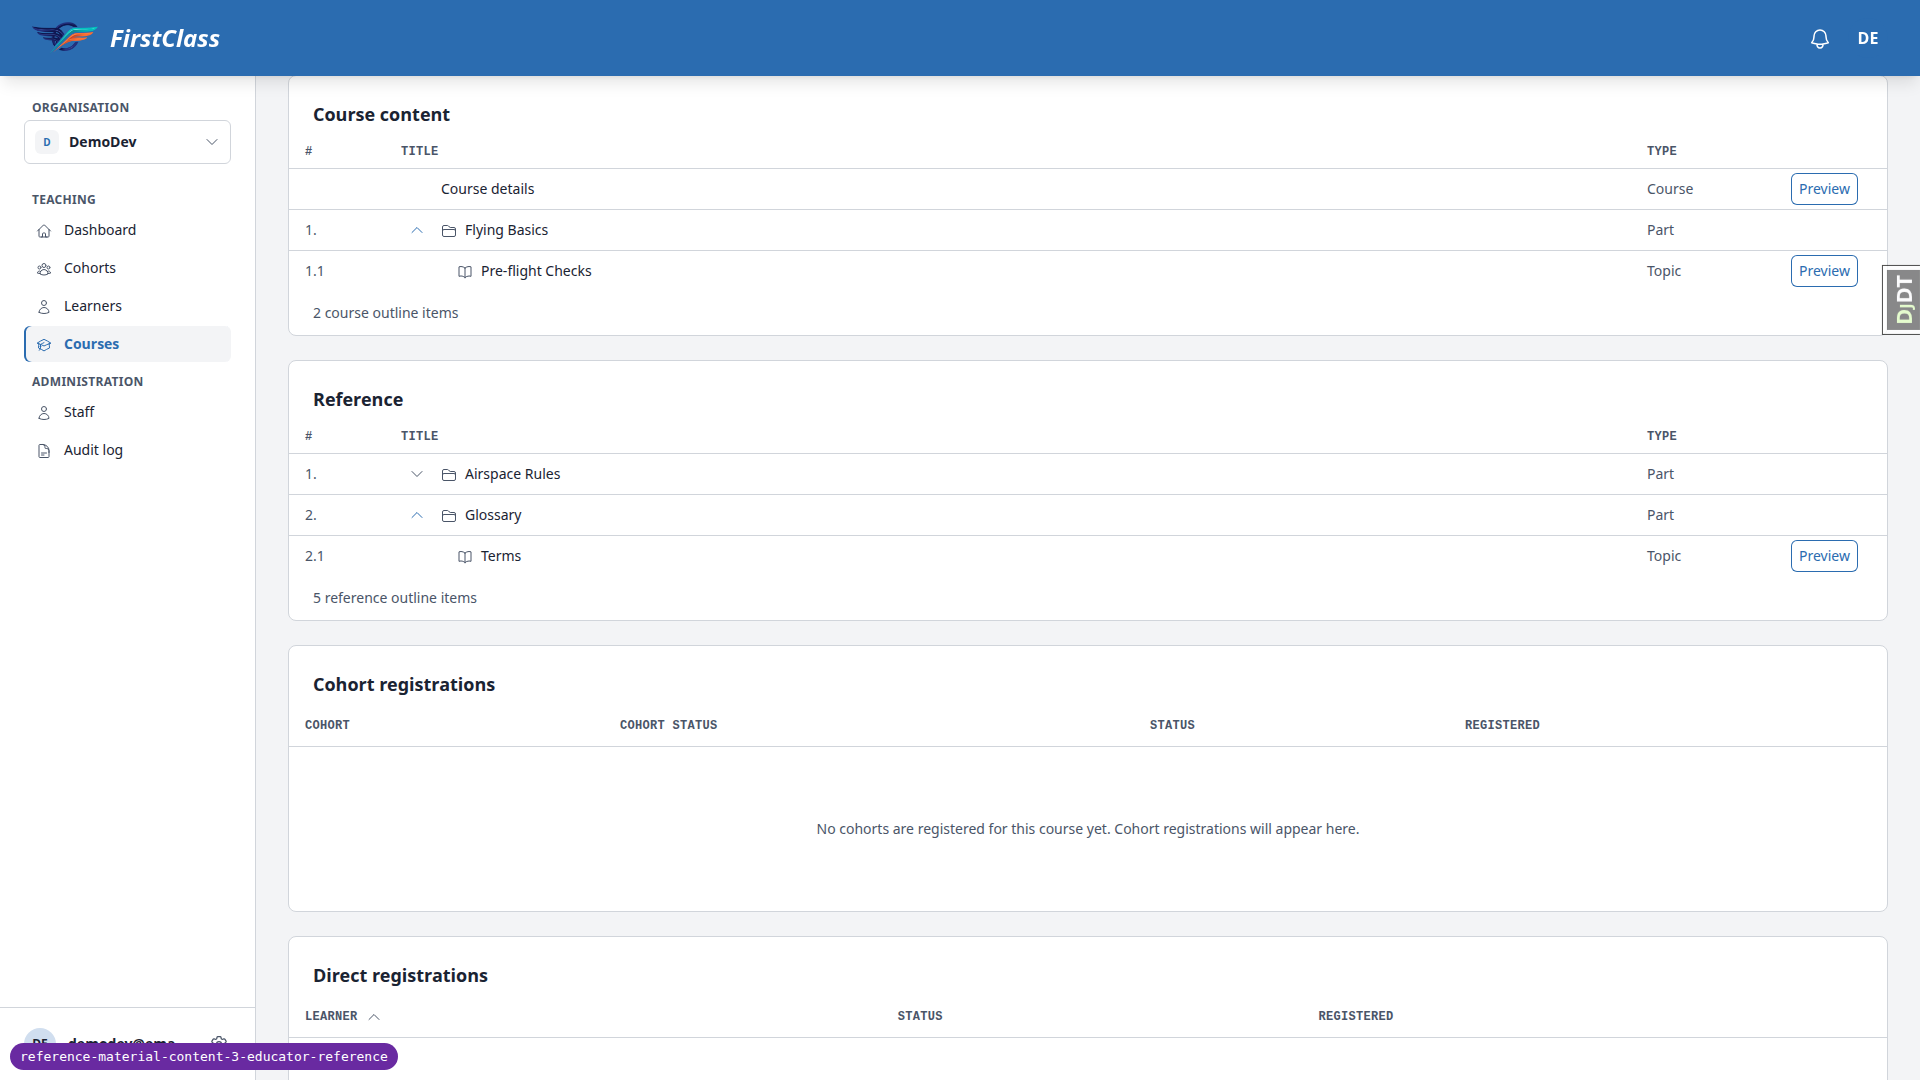 FirstClass
DE
ORGANISATION
D DemoDev
TEACHING
Dashboard
Cohorts
Learners
Courses
ADMINISTRATION
Staff
Audit log
Course content
# TITLE TYPE
Course details Course Preview
1. Flying Basics Part
1.1 Pre-flight Checks Topic Preview
2 course outline items
Reference
# TITLE TYPE
1. Airspace Rules Part
2. Glossary Part
2.1 Terms Topic Preview
5 reference outline items
Cohort registrations
COHORT COHORT STATUS STATUS REGISTERED
No cohorts are registered for this course yet. Cohort registrations will appear here.
Direct registrations
LEARNER STATUS REGISTERED
DjDT
DE demodev@ema
reference-material-content-3-educator-reference